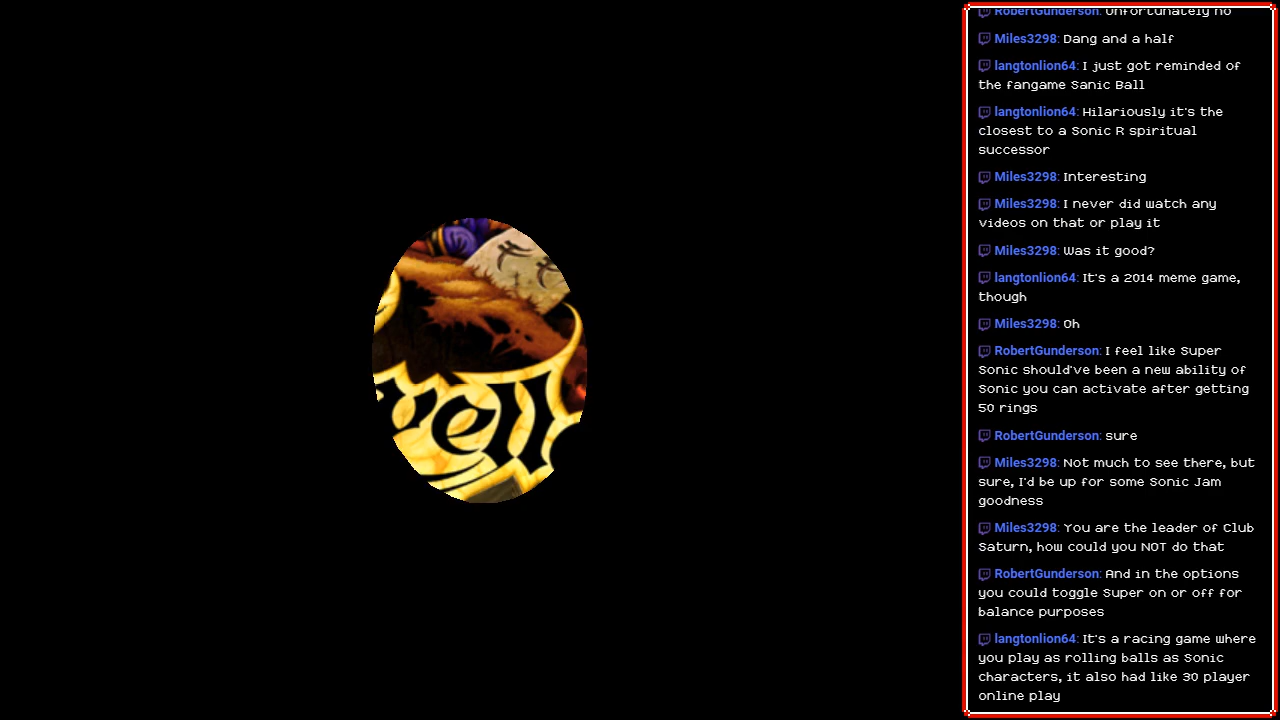 RobertGunderson: Unfortunately no
Miles3298: Dang and a half
langtonlion64: I just got reminded of
the fangame Sanic Ball
langtonlion64: Hilariously it's the
closest to a Sonic R spiritual
successor
Miles3298: Interesting
Miles3298: I never did watch any
videos on that or play it
Miles3298: Was it good?
langtonlion64: It's a 2014 meme game,
though
Miles3298: Oh
RobertGunderson: I feel like Super
Sonic should've been a new ability of
Sonic you can activate after getting
50 rings
RobertGunderson: sure
Miles3298: Not much to see there, but
sure, I'd be up for some Sonic Jam
goodness
Miles3298: You are the leader of Club
Saturn, how could you NOT do that
RobertGunderson: And in the options
you could toggle Super on or off for
balance purposes
langtonlion64: It's a racing game where
you play as rolling balls as Sonic
characters, it also had like 30 player
online play